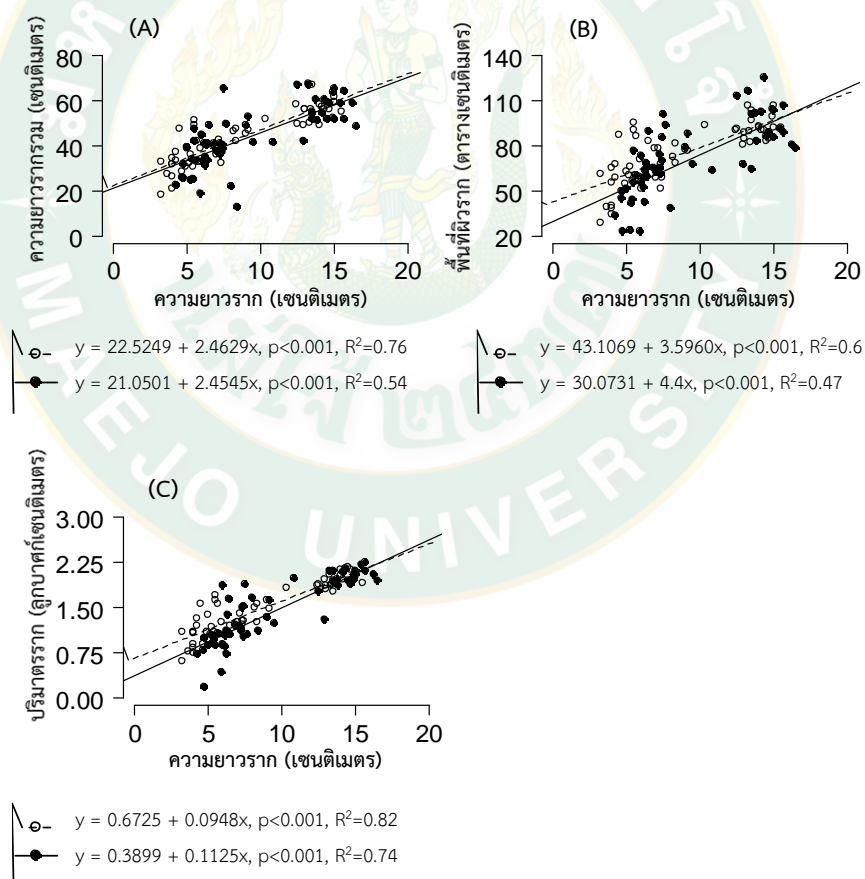 (A)
ความยาวรากรวม (เซนติเมตร)
80
60
40
20
0
0 5 10 15 20
ความยาวราก (เซนติเมตร)
y = 22.5249 + 2.4629x, p<0.001, R²=0.76
y = 21.0501 + 2.4545x, p<0.001, R²=0.54
(B)
พื้นที่ผิวราก (ตารางเซนติเมตร)
140
110
80
50
20
0 5 10 15 20
ความยาวราก (เซนติเมตร)
y = 43.1069 + 3.5960x, p<0.001, R²=0.6
y = 30.0731 + 4.4x, p<0.001, R²=0.47
(C)
ปริมาตรราก (ลูกบาศก์เซนติเมตร)
3.00
2.25
1.50
0.75
0.00
0 5 10 15 20
ความยาวราก (เซนติเมตร)
y = 0.6725 + 0.0948x, p<0.001, R²=0.82
y = 0.3899 + 0.1125x, p<0.001, R²=0.74
MAEJO UNIVERSITY